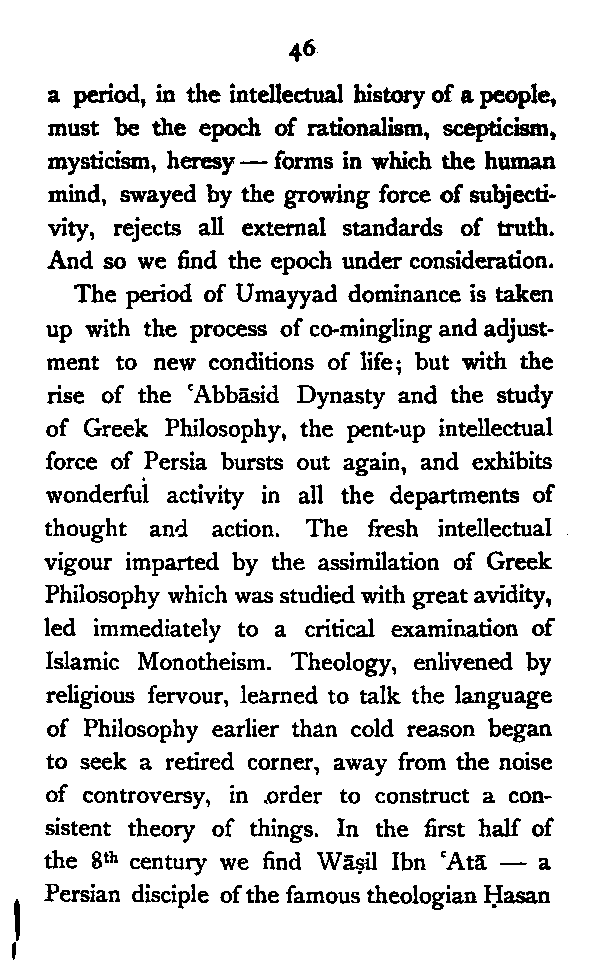 46
a period, in the intellectual history of a people,
must be the epoch of rationalism, scepticism,
mysticism, heresy — forms in which the human
mind, swayed by the growing force of subjecti-
vity, rejects all external standards of truth.
And so we find the epoch under consideration.
The period of Umayyad dominance is taken
up with the process of co-mingling and adjust-
ment to new conditions of life; but with the
rise of the ʿAbbāsid Dynasty and the study
of Greek Philosophy, the pent-up intellectual
force of Persia bursts out again, and exhibits
wonderful activity in all the departments of
thought and action. The fresh intellectual
vigour imparted by the assimilation of Greek
Philosophy which was studied with great avidity,
led immediately to a critical examination of
Islamic Monotheism. Theology, enlivened by
religious fervour, learned to talk the language
of Philosophy earlier than cold reason began
to seek a retired corner, away from the noise
of controversy, in order to construct a con-
sistent theory of things. In the first half of
the 8th century we find Wāṣil Ibn ʿAtā — a
Persian disciple of the famous theologian Ḥasan